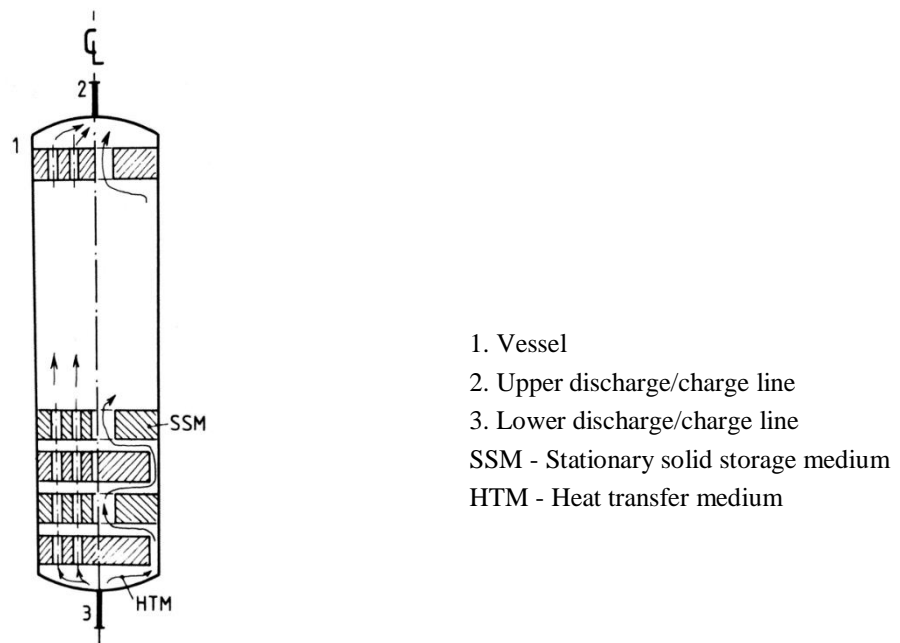 ℄
2
1
SSM
3
HTM
1. Vessel
2. Upper discharge/charge line
3. Lower discharge/charge line
SSM - Stationary solid storage medium
HTM - Heat transfer medium